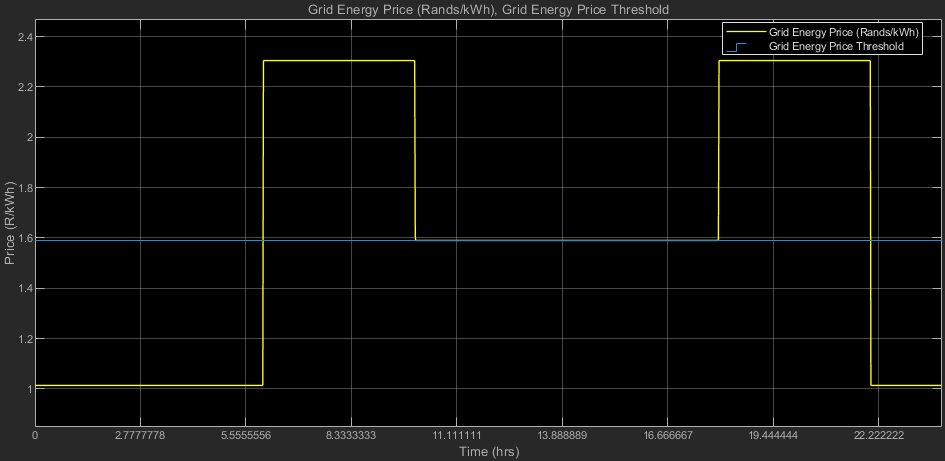 Grid Energy Price (Rands/kWh), Grid Energy Price Threshold
Grid Energy Price (Rands/kWh)
Grid Energy Price Threshold
Price (R/kWh)
2.4
2.2
2
1.8
1.6
1.4
1.2
1
0 2.7777778 5.5555556 8.3333333 11.111111 13.888889 16.666667 19.444444 22.222222
Time (hrs)